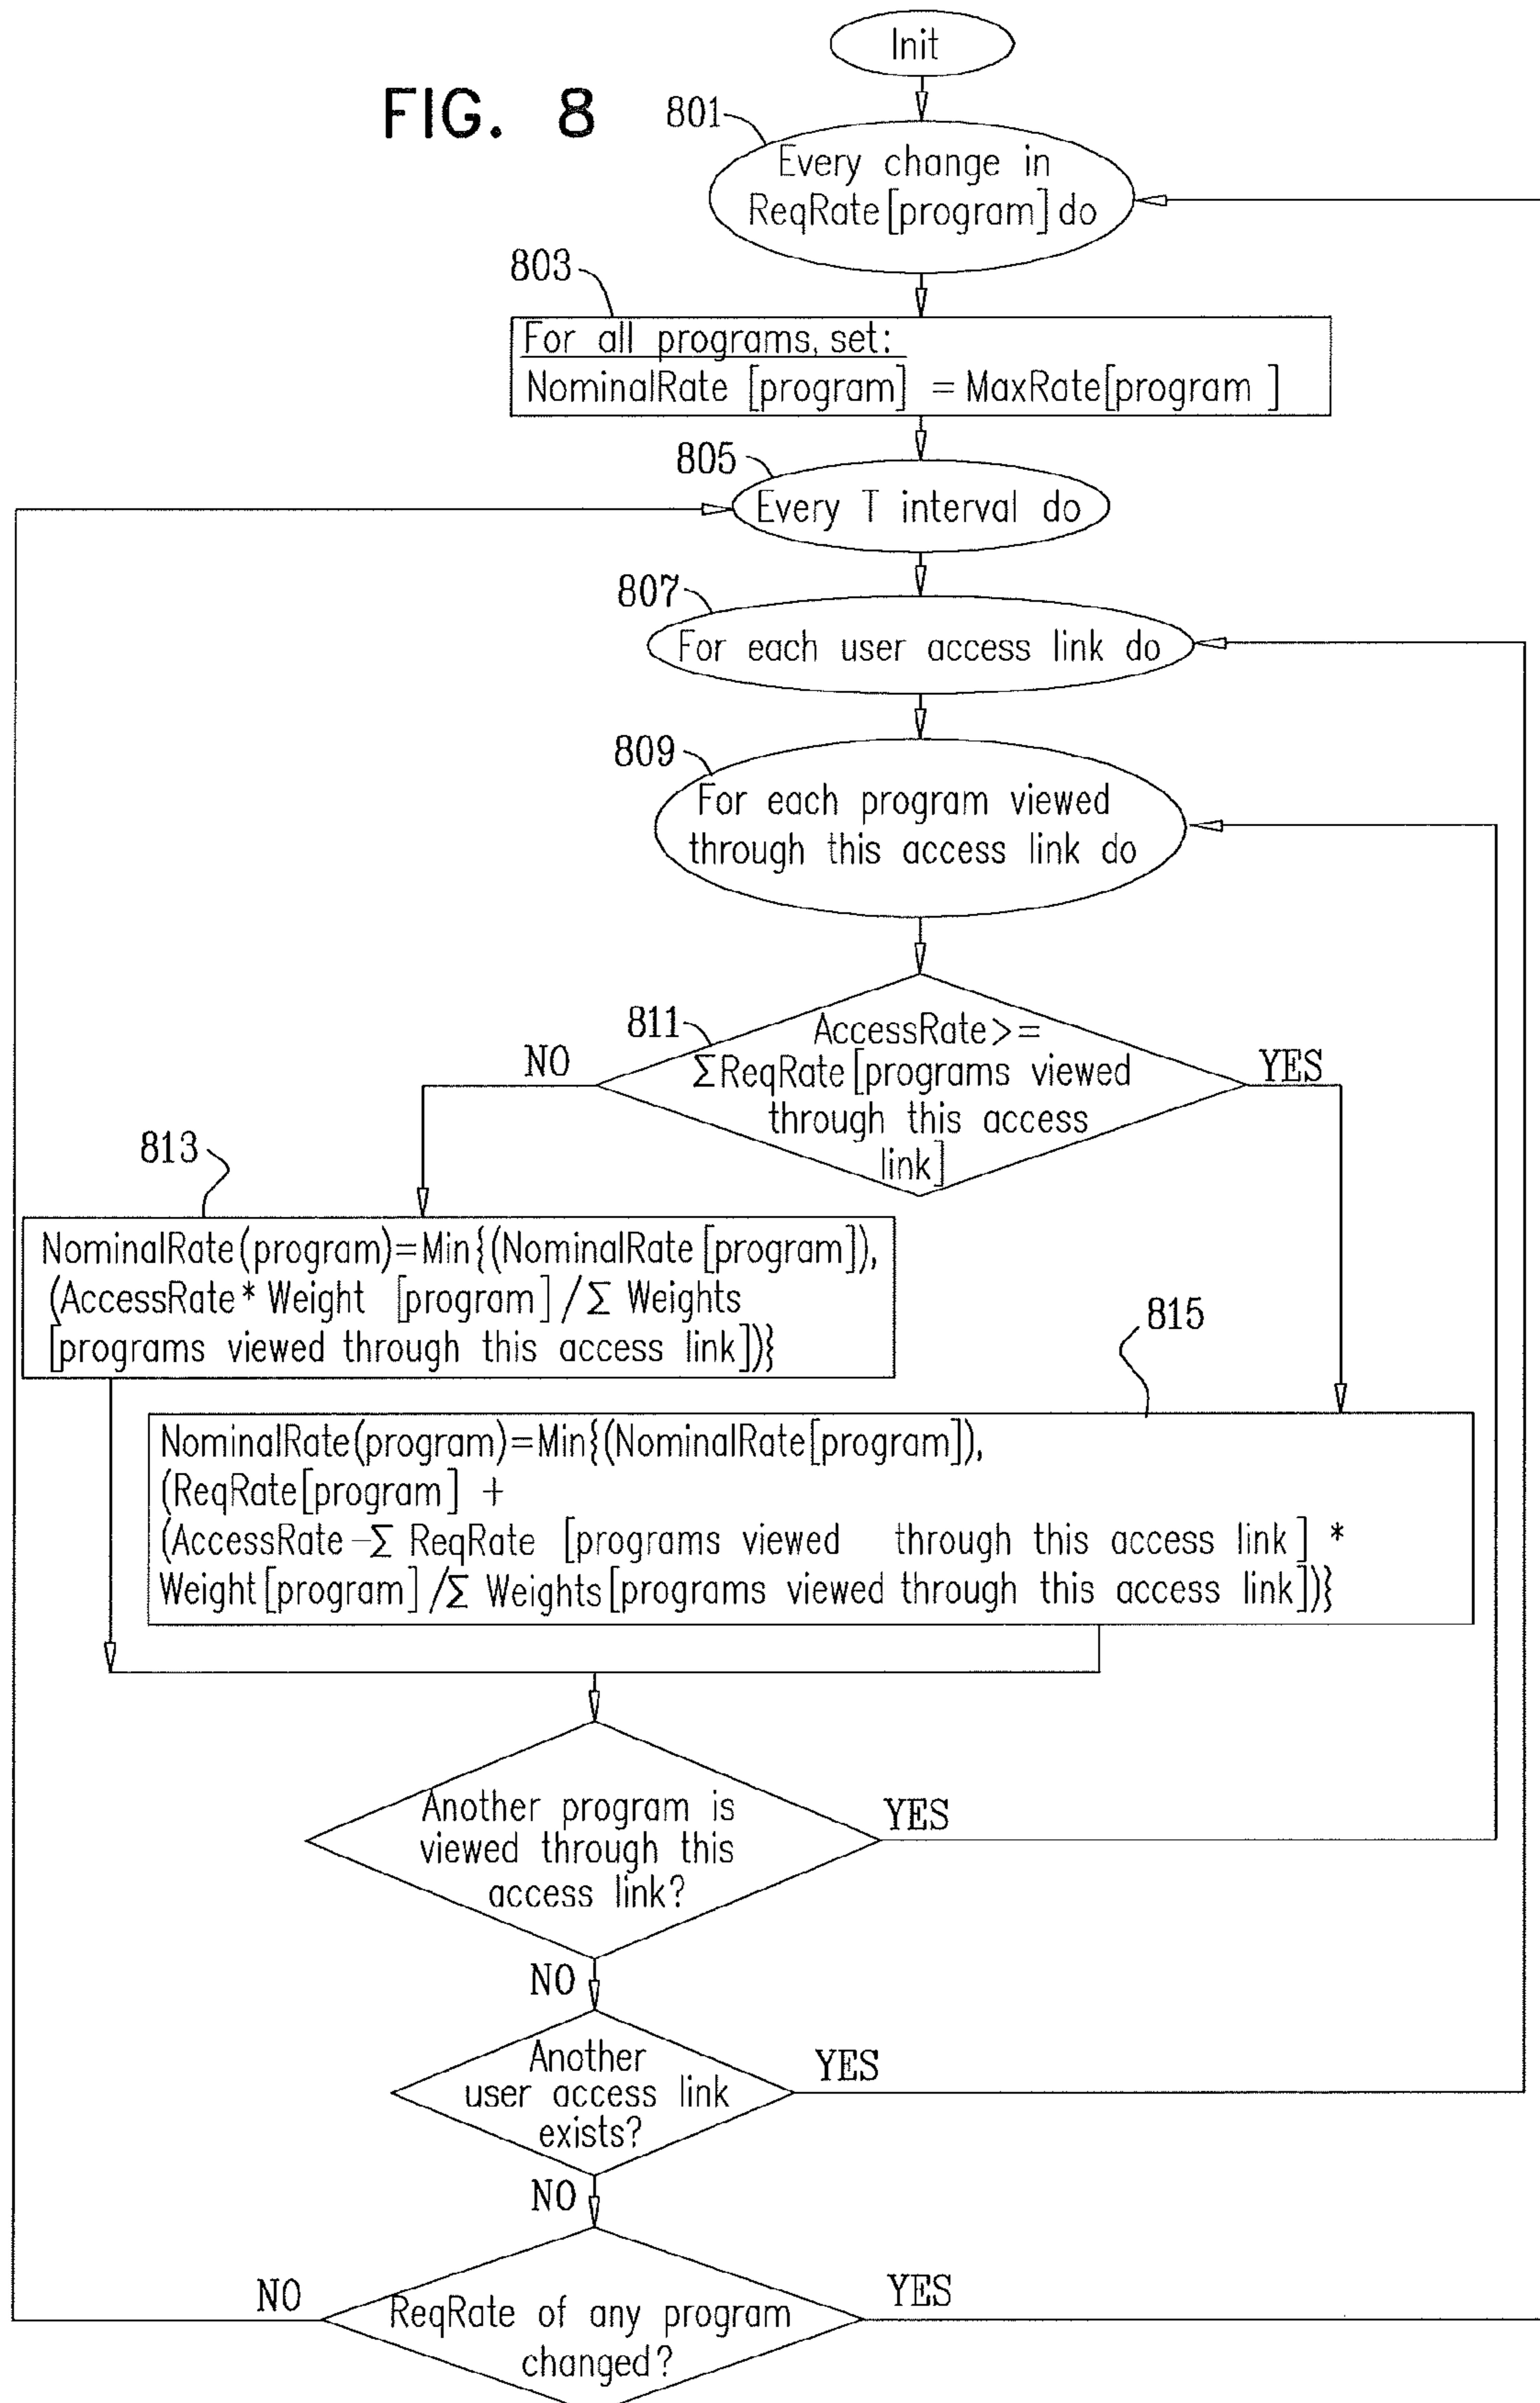 Init
FIG. 8
801
Every change in
ReqRate[program] do
803
For all programs, set:
NominalRate [program] = MaxRate[program ]
805
Every T interval do
807
For each user access link do
809
For each program viewed
through this access link do
811
AccessRate>=
ΣReqRate[programs viewed
through this access
link]
NO
YES
813
NominalRate(program)=Min{(NominalRate[program]),
(AccessRate* Weight [program]/Σ Weights
[programs viewed through this access link])}
815
NominalRate(program)=Min{(NominalRate[program]),
(ReqRate[program] +
(AccessRate-Σ ReqRate [programs viewed through this access link] *
Weight[program]/Σ Weights[programs viewed through this access link])}
Another program is
viewed through this
access link?
YES
NO
Another
user access link
exists?
YES
NO
ReqRate of any program
changed?
NO
YES